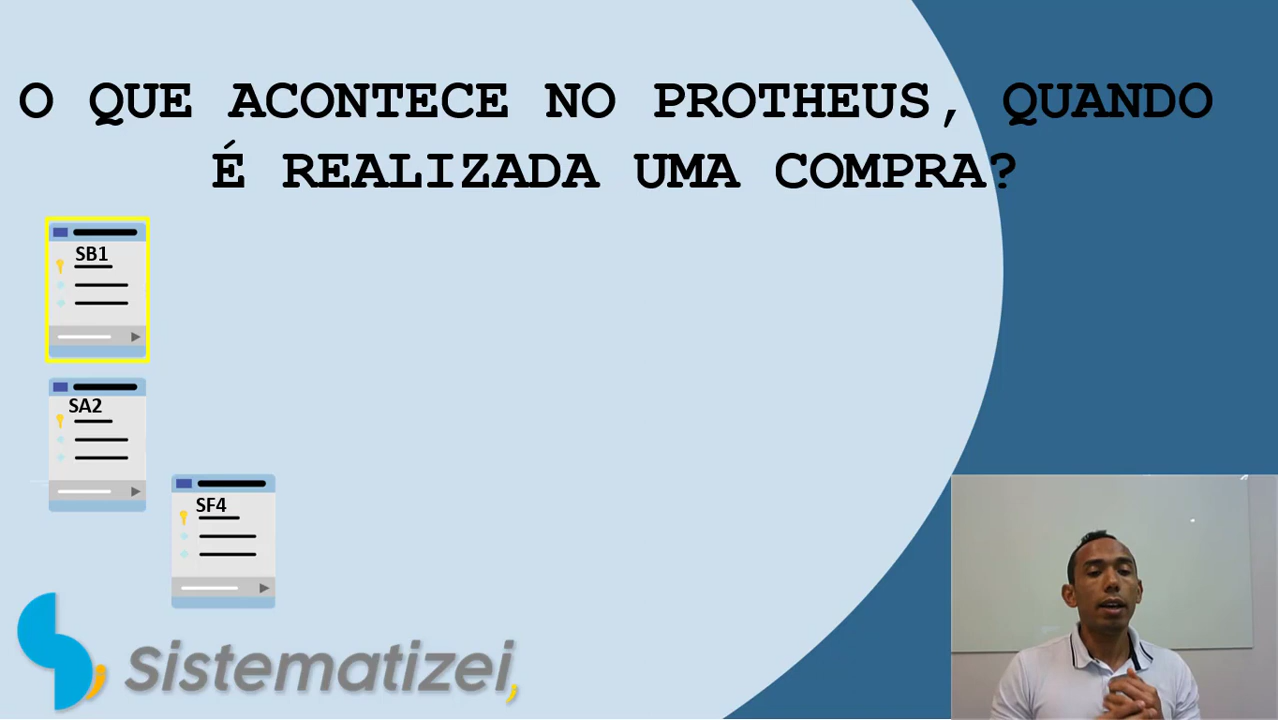 O QUE ACONTECE NO PROTHEUS, QUANDO
É REALIZADA UMA COMPRA?
SB1
SA2
SF4
Sistematizei,